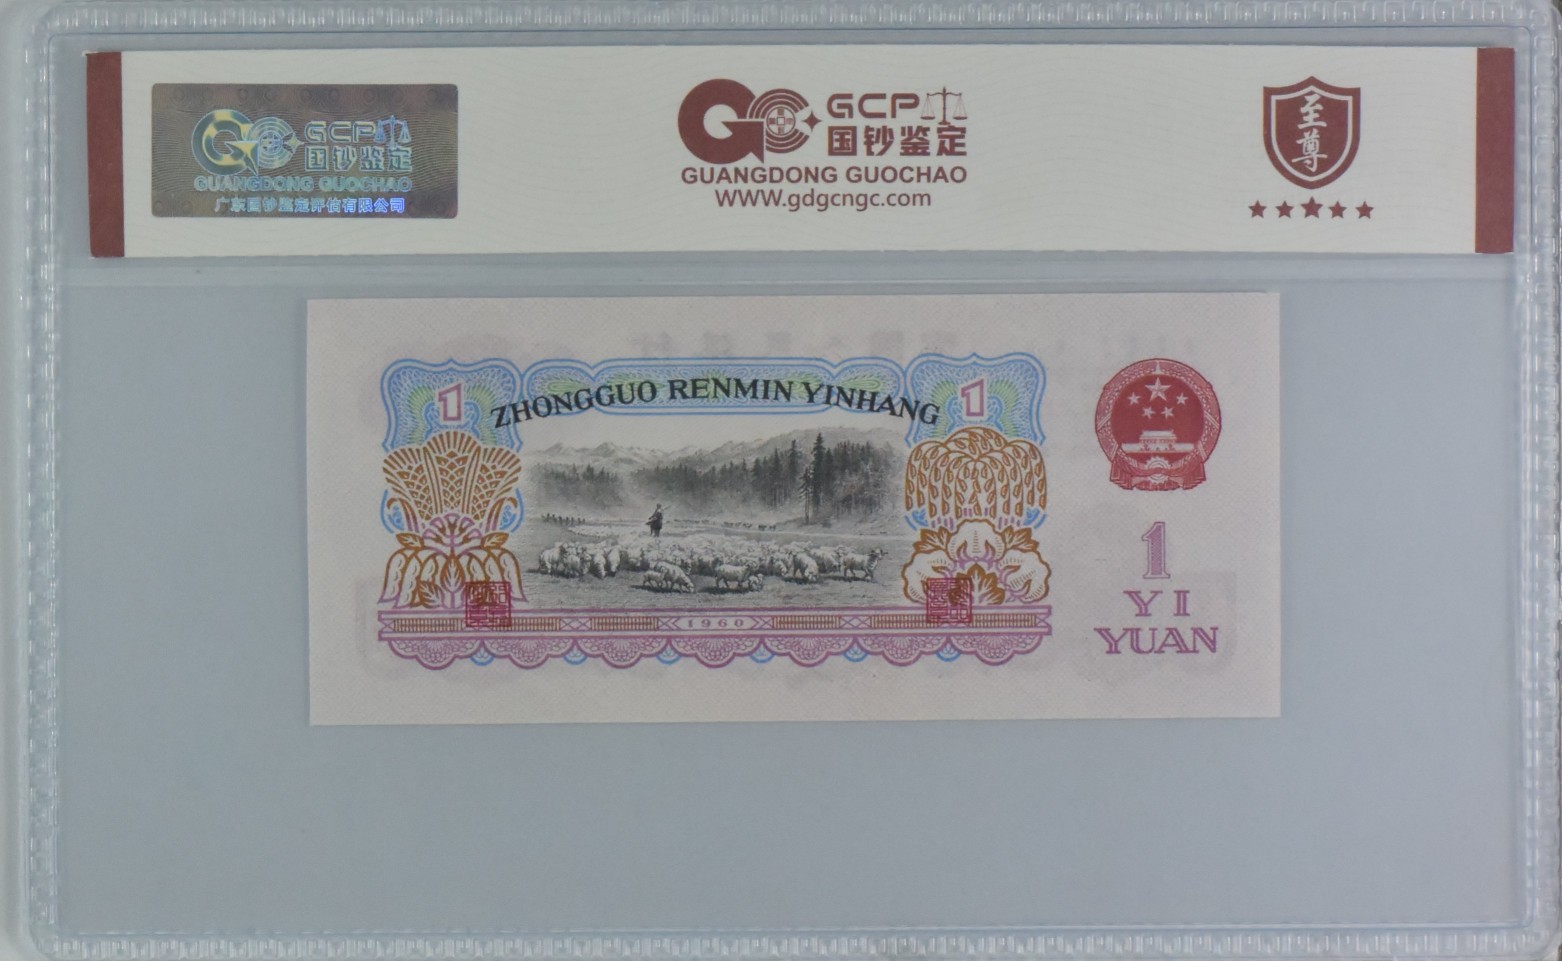 GCP
国钞鉴定
GUANGDONG GUOCHAO
广东国钞鉴定评估有限公司
GCP
国钞鉴定
GUANGDONG GUOCHAO
WWW.gdgcngc.com
至尊
1 ZHONGGUO RENMIN YINHANG 1
1960
1
YI
YUAN